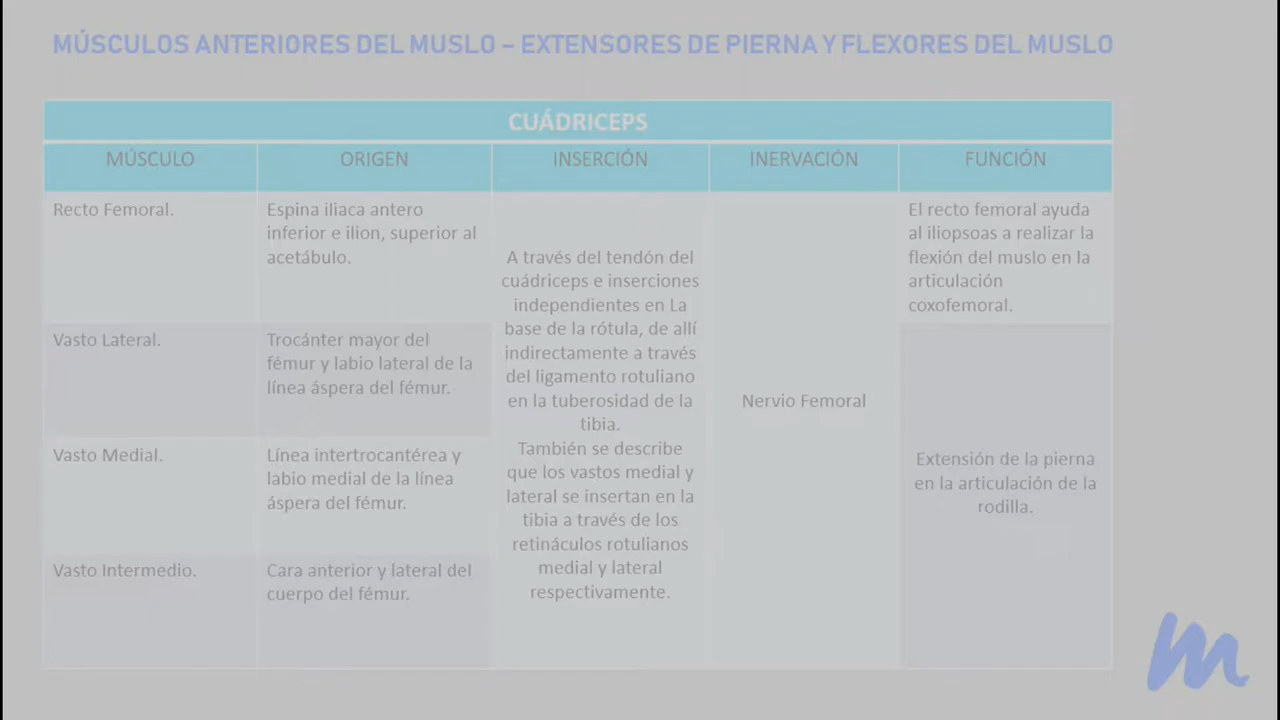 MÚSCULOS ANTERIORES DEL MUSLO – EXTENSORES DE PIERNA Y FLEXORES DEL MUSLO
CUÁDRICEPS
MÚSCULO
ORIGEN
INSERCIÓN
INERVACIÓN
FUNCIÓN
Recto Femoral.
Espina iliaca antero
inferior e ilion, superior al
acetábulo.
A través del tendón del
cuádriceps e inserciones
independientes en La
base de la rótula, de allí
indirectamente a través
del ligamento rotuliano
en la tuberosidad de la
tibia.
También se describe
que los vastos medial y
lateral se insertan en la
tibia a través de los
retináculos rotulianos
medial y lateral
respectivamente.
Nervio Femoral
El recto femoral ayuda
al iliopsoas a realizar la
flexión del muslo en la
articulación
coxofemoral.
Vasto Lateral.
Trocánter mayor del
fémur y labio lateral de la
línea áspera del fémur.
Extensión de la pierna
en la articulación de la
rodilla.
Vasto Medial.
Línea intertrocantérea y
labio medial de la línea
áspera del fémur.
Vasto Intermedio.
Cara anterior y lateral del
cuerpo del fémur.
m